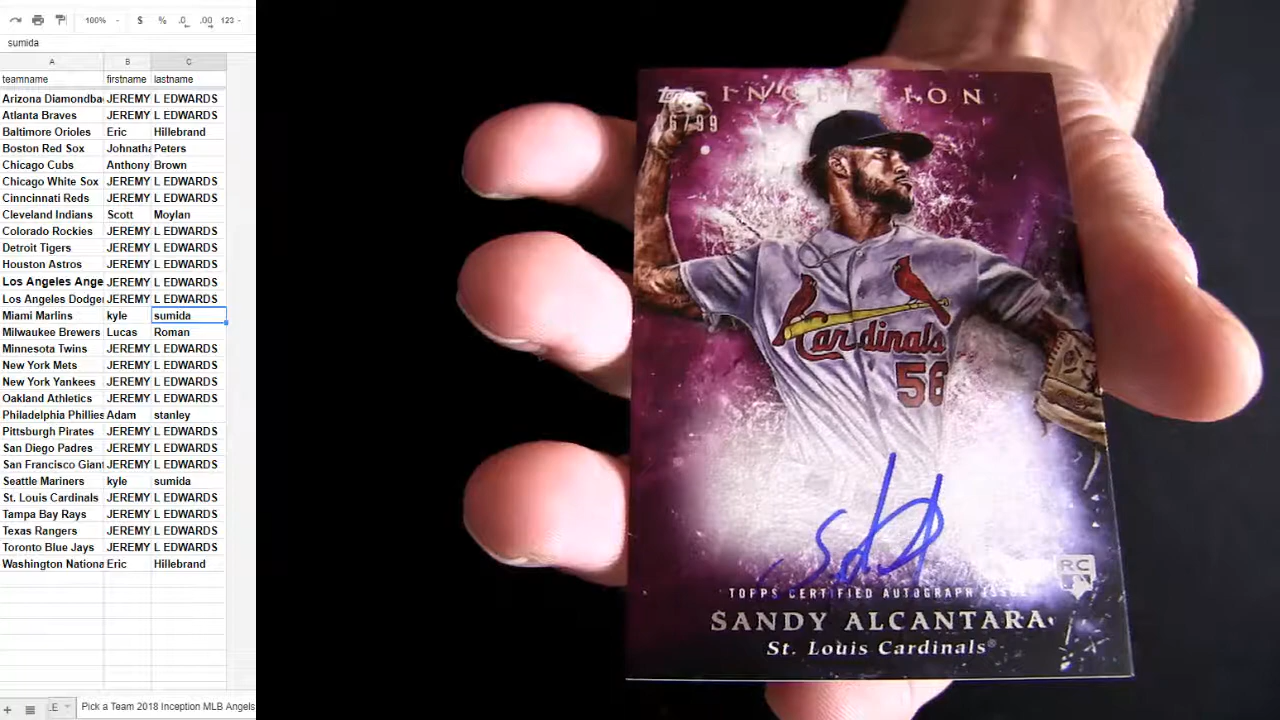 100%
$
%
.0
.00
123
sumida
A B C
teamname firstname lastname
Arizona Diamondba JEREMY L EDWARDS
Atlanta Braves JEREMY L EDWARDS
Baltimore Orioles Eric Hillebrand
Boston Red Sox Johnatha Peters
Chicago Cubs Anthony Brown
Chicago White Sox JEREMY L EDWARDS
Cinncinnati Reds JEREMY L EDWARDS
Cleveland Indians Scott Moylan
Colorado Rockies JEREMY L EDWARDS
Detroit Tigers JEREMY L EDWARDS
Houston Astros JEREMY L EDWARDS
Los Angeles Ange JEREMY L EDWARDS
Los Angeles Dodger JEREMY L EDWARDS
Miami Marlins kyle sumida
Milwaukee Brewers Lucas Roman
Minnesota Twins JEREMY L EDWARDS
New York Mets JEREMY L EDWARDS
New York Yankees JEREMY L EDWARDS
Oakland Athletics JEREMY L EDWARDS
Philadelphia Phillies Adam stanley
Pittsburgh Pirates JEREMY L EDWARDS
San Diego Padres JEREMY L EDWARDS
San Francisco Giant JEREMY L EDWARDS
Seattle Mariners kyle sumida
St. Louis Cardinals JEREMY L EDWARDS
Tampa Bay Rays JEREMY L EDWARDS
Texas Rangers JEREMY L EDWARDS
Toronto Blue Jays JEREMY L EDWARDS
Washington Nationa Eric Hillebrand
Pick a Team 2018 Inception MLB Angels
Topps INCEPTION
Cardinals
56
TOPPS CERTIFIED AUTOGRAPH ISSUE
RC
SANDY ALCANTARA
St. Louis Cardinals®